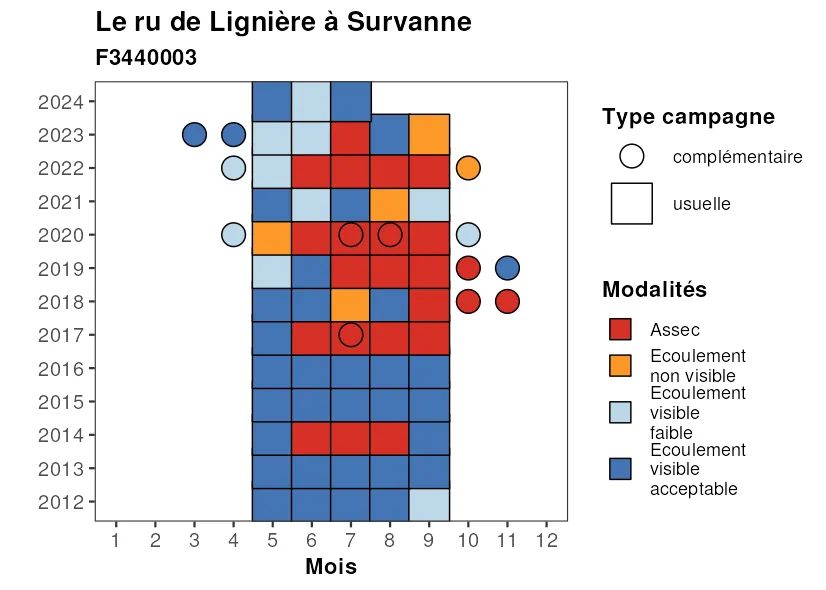 Le ru de Lignière à Survanne
F3440003
2024
2023
2022
2021
2020
2019
2018
2017
2016
2015
2014
2013
2012
1 2 3 4 5 6 7 8 9 10 11 12
Mois
Type campagne
complémentaire
usuelle
Modalités
Assec
Ecoulement
non visible
Ecoulement
visible
faible
Ecoulement
visible
acceptable